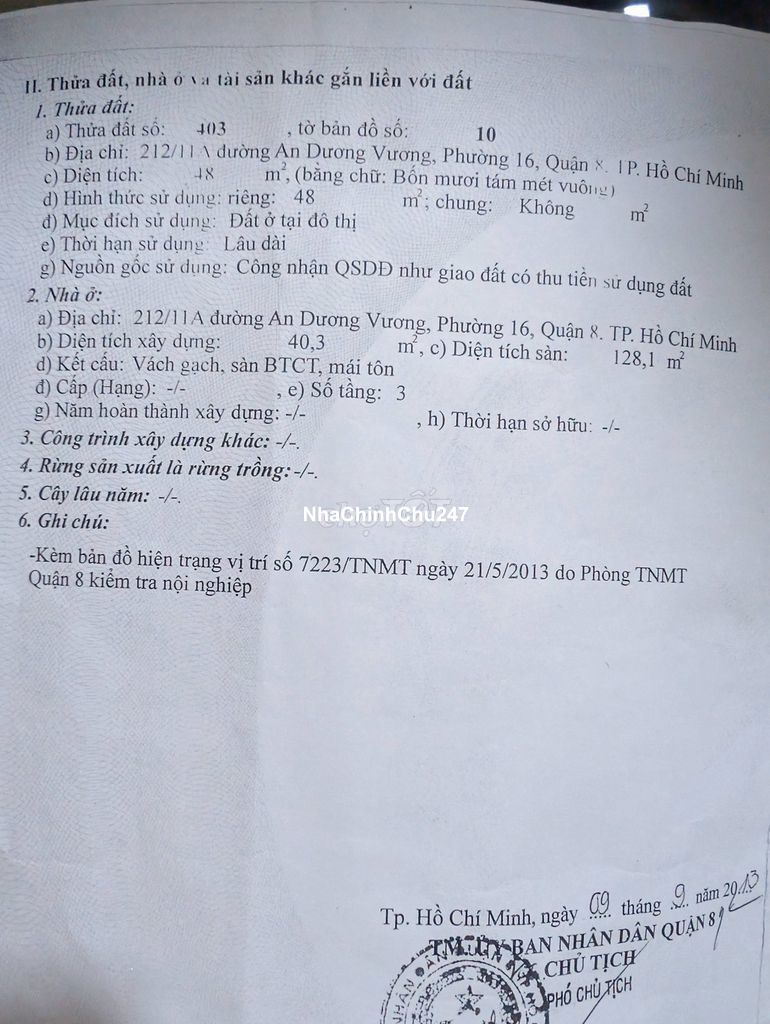 II. Thửa đất, nhà ở và tài sản khác gắn liền với đất
1. Thửa đất:
a) Thửa đất số: 403 , tờ bản đồ số: 10
b) Địa chỉ: 212/11A đường An Dương Vương, Phường 16, Quận 8. TP. Hồ Chí Minh
c) Diện tích: 48 m², (bằng chữ: Bốn mươi tám mét vuông)
d) Hình thức sử dụng: riêng: 48 m²; chung: Không m²
đ) Mục đích sử dụng: Đất ở tại đô thị
e) Thời hạn sử dụng: Lâu dài
g) Nguồn gốc sử dụng: Công nhận QSDĐ như giao đất có thu tiền sử dụng đất
2. Nhà ở:
a) Địa chỉ: 212/11A đường An Dương Vương, Phường 16, Quận 8. TP. Hồ Chí Minh
b) Diện tích xây dựng: 40,3 m², c) Diện tích sàn: 128,1 m²
d) Kết cấu: Vách gạch, sàn BTCT, mái tôn
đ) Cấp (Hạng): -/- , e) Số tầng: 3
g) Năm hoàn thành xây dựng: -/- , h) Thời hạn sở hữu: -/-
3. Công trình xây dựng khác: -/-.
4. Rừng sản xuất là rừng trồng: -/-.
5. Cây lâu năm: -/-.
NhaChinhChu247
6. Ghi chú:
-Kèm bản đồ hiện trạng vị trí số 7223/TNMT ngày 21/5/2013 do Phòng TNMT
Quận 8 kiểm tra nội nghiệp
Tp. Hồ Chí Minh, ngày 09 tháng 9 năm 2013
TM. ỦY BAN NHÂN DÂN QUẬN 8
CHỦ TỊCH
PHÓ CHỦ TỊCH